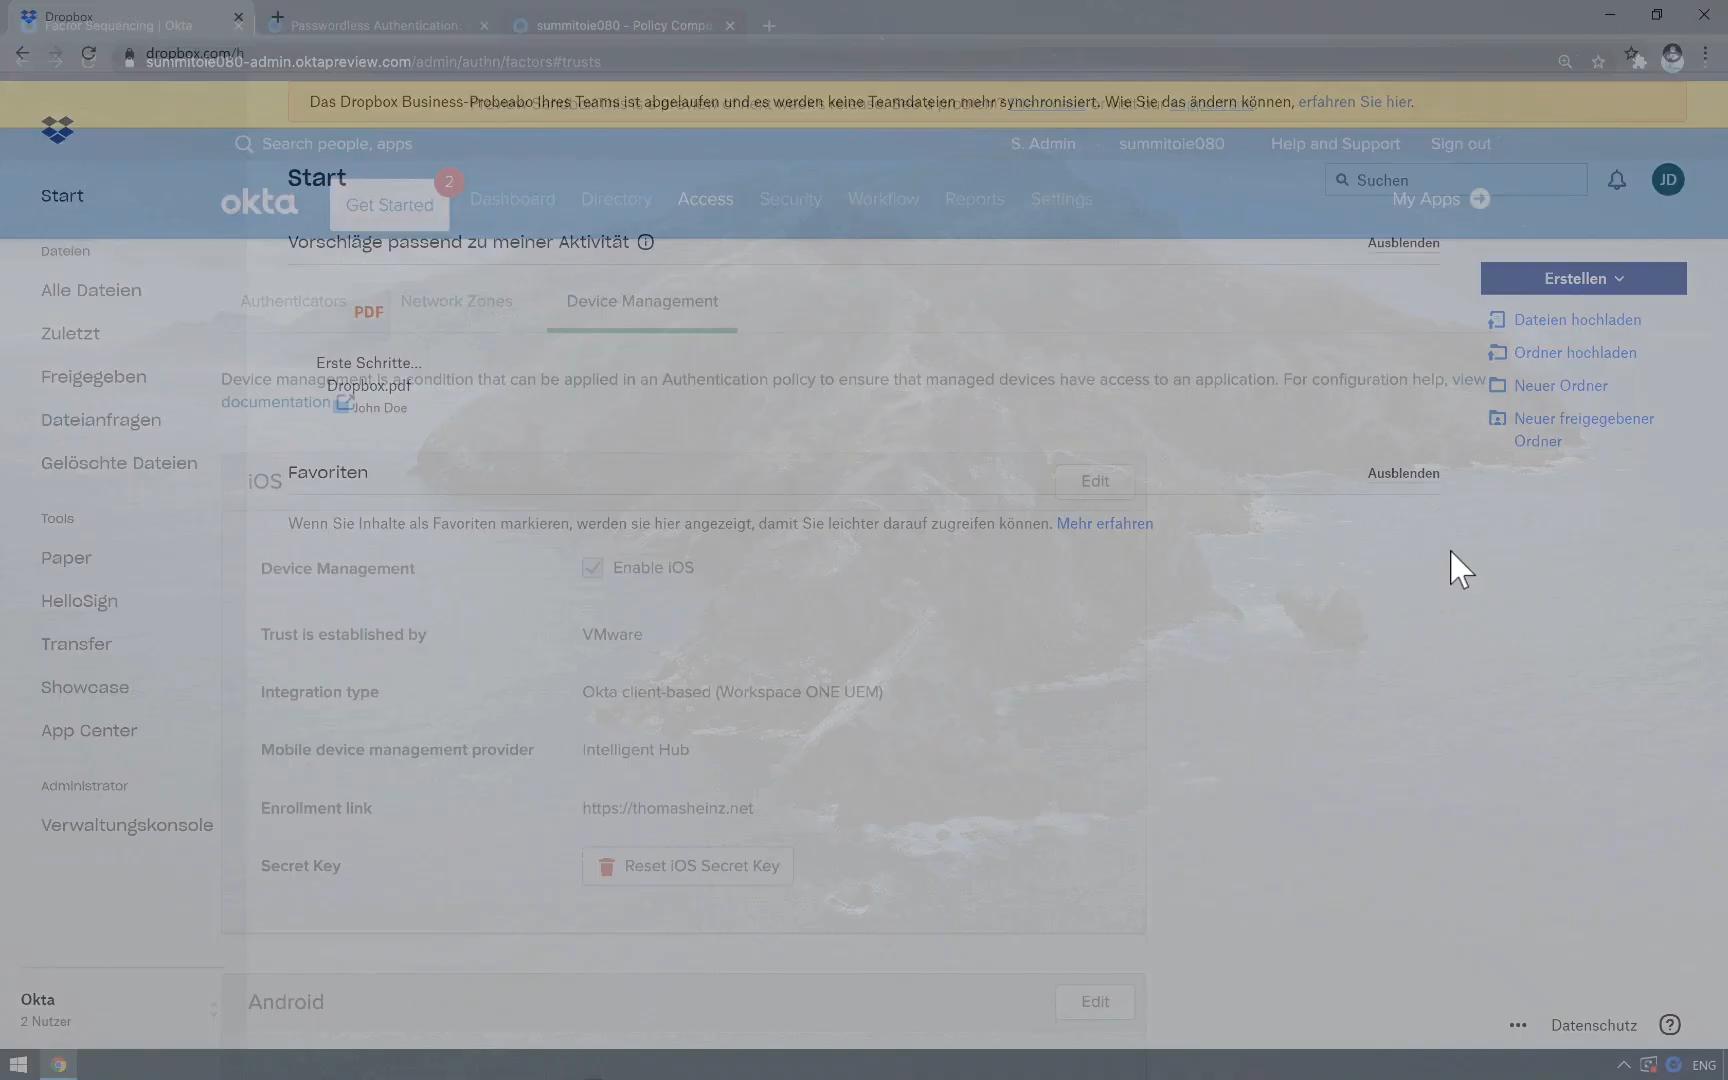 Dropbox
Factor Sequencing | Okta
Passwordless Authentication:
summitoie080 - Policy Compo
dropbox.com/h
summitoie080-admin.oktapreview.com/admin/authn/factors#trusts
Das Dropbox Business-Probeabo Ihres Teams ist abgelaufen und es werden keine Teamdateien mehr synchronisiert. Wie Sie das ändern können, erfahren Sie hier.
Search people, apps
S. Admin
summitoie080
Help and Support
Sign out
Start
Start
Suchen
JD
okta
Get Started
2
Dashboard
Directory
Access
Security
Workflow
Reports
Settings
My Apps
Vorschläge passend zu meiner Aktivität
Ausblenden
Dateien
Alle Dateien
Zuletzt
Freigegeben
Dateianfragen
Gelöschte Dateien
Tools
Paper
HelloSign
Transfer
Showcase
App Center
Administrator
Verwaltungskonsole
Okta
2 Nutzer
Authenticators
Network Zones
Device Management
PDF
Erste Schritte...
Dropbox.pdf
John Doe
Device management is a condition that can be applied in an Authentication policy to ensure that managed devices have access to an application. For configuration help, view
documentation
Erstellen
Dateien hochladen
Ordner hochladen
Neuer Ordner
Neuer freigegebener
Ordner
Favoriten
Ausblenden
Wenn Sie Inhalte als Favoriten markieren, werden sie hier angezeigt, damit Sie leichter darauf zugreifen können. Mehr erfahren
iOS
Edit
Device Management
Enable iOS
Trust is established by
VMware
Integration type
Okta client-based (Workspace ONE UEM)
Mobile device management provider
Intelligent Hub
Enrollment link
https://thomasheinz.net
Secret Key
Reset iOS Secret Key
Android
Edit
Datenschutz
ENG